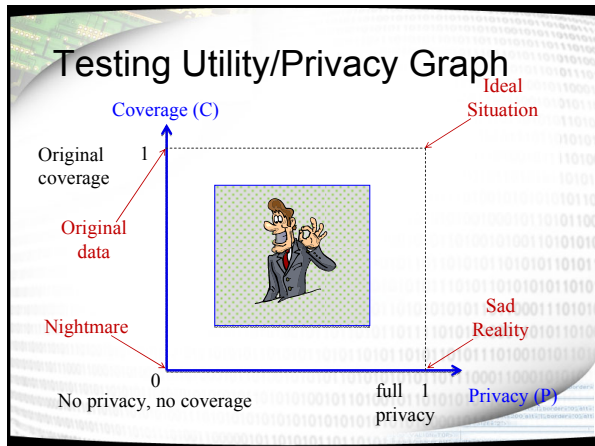 Testing Utility/Privacy Graph
Ideal
Situation
Coverage (C)
Original
coverage
1
Original
data
Nightmare
Sad
Reality
0
No privacy, no coverage
full
privacy
1
Privacy (P)